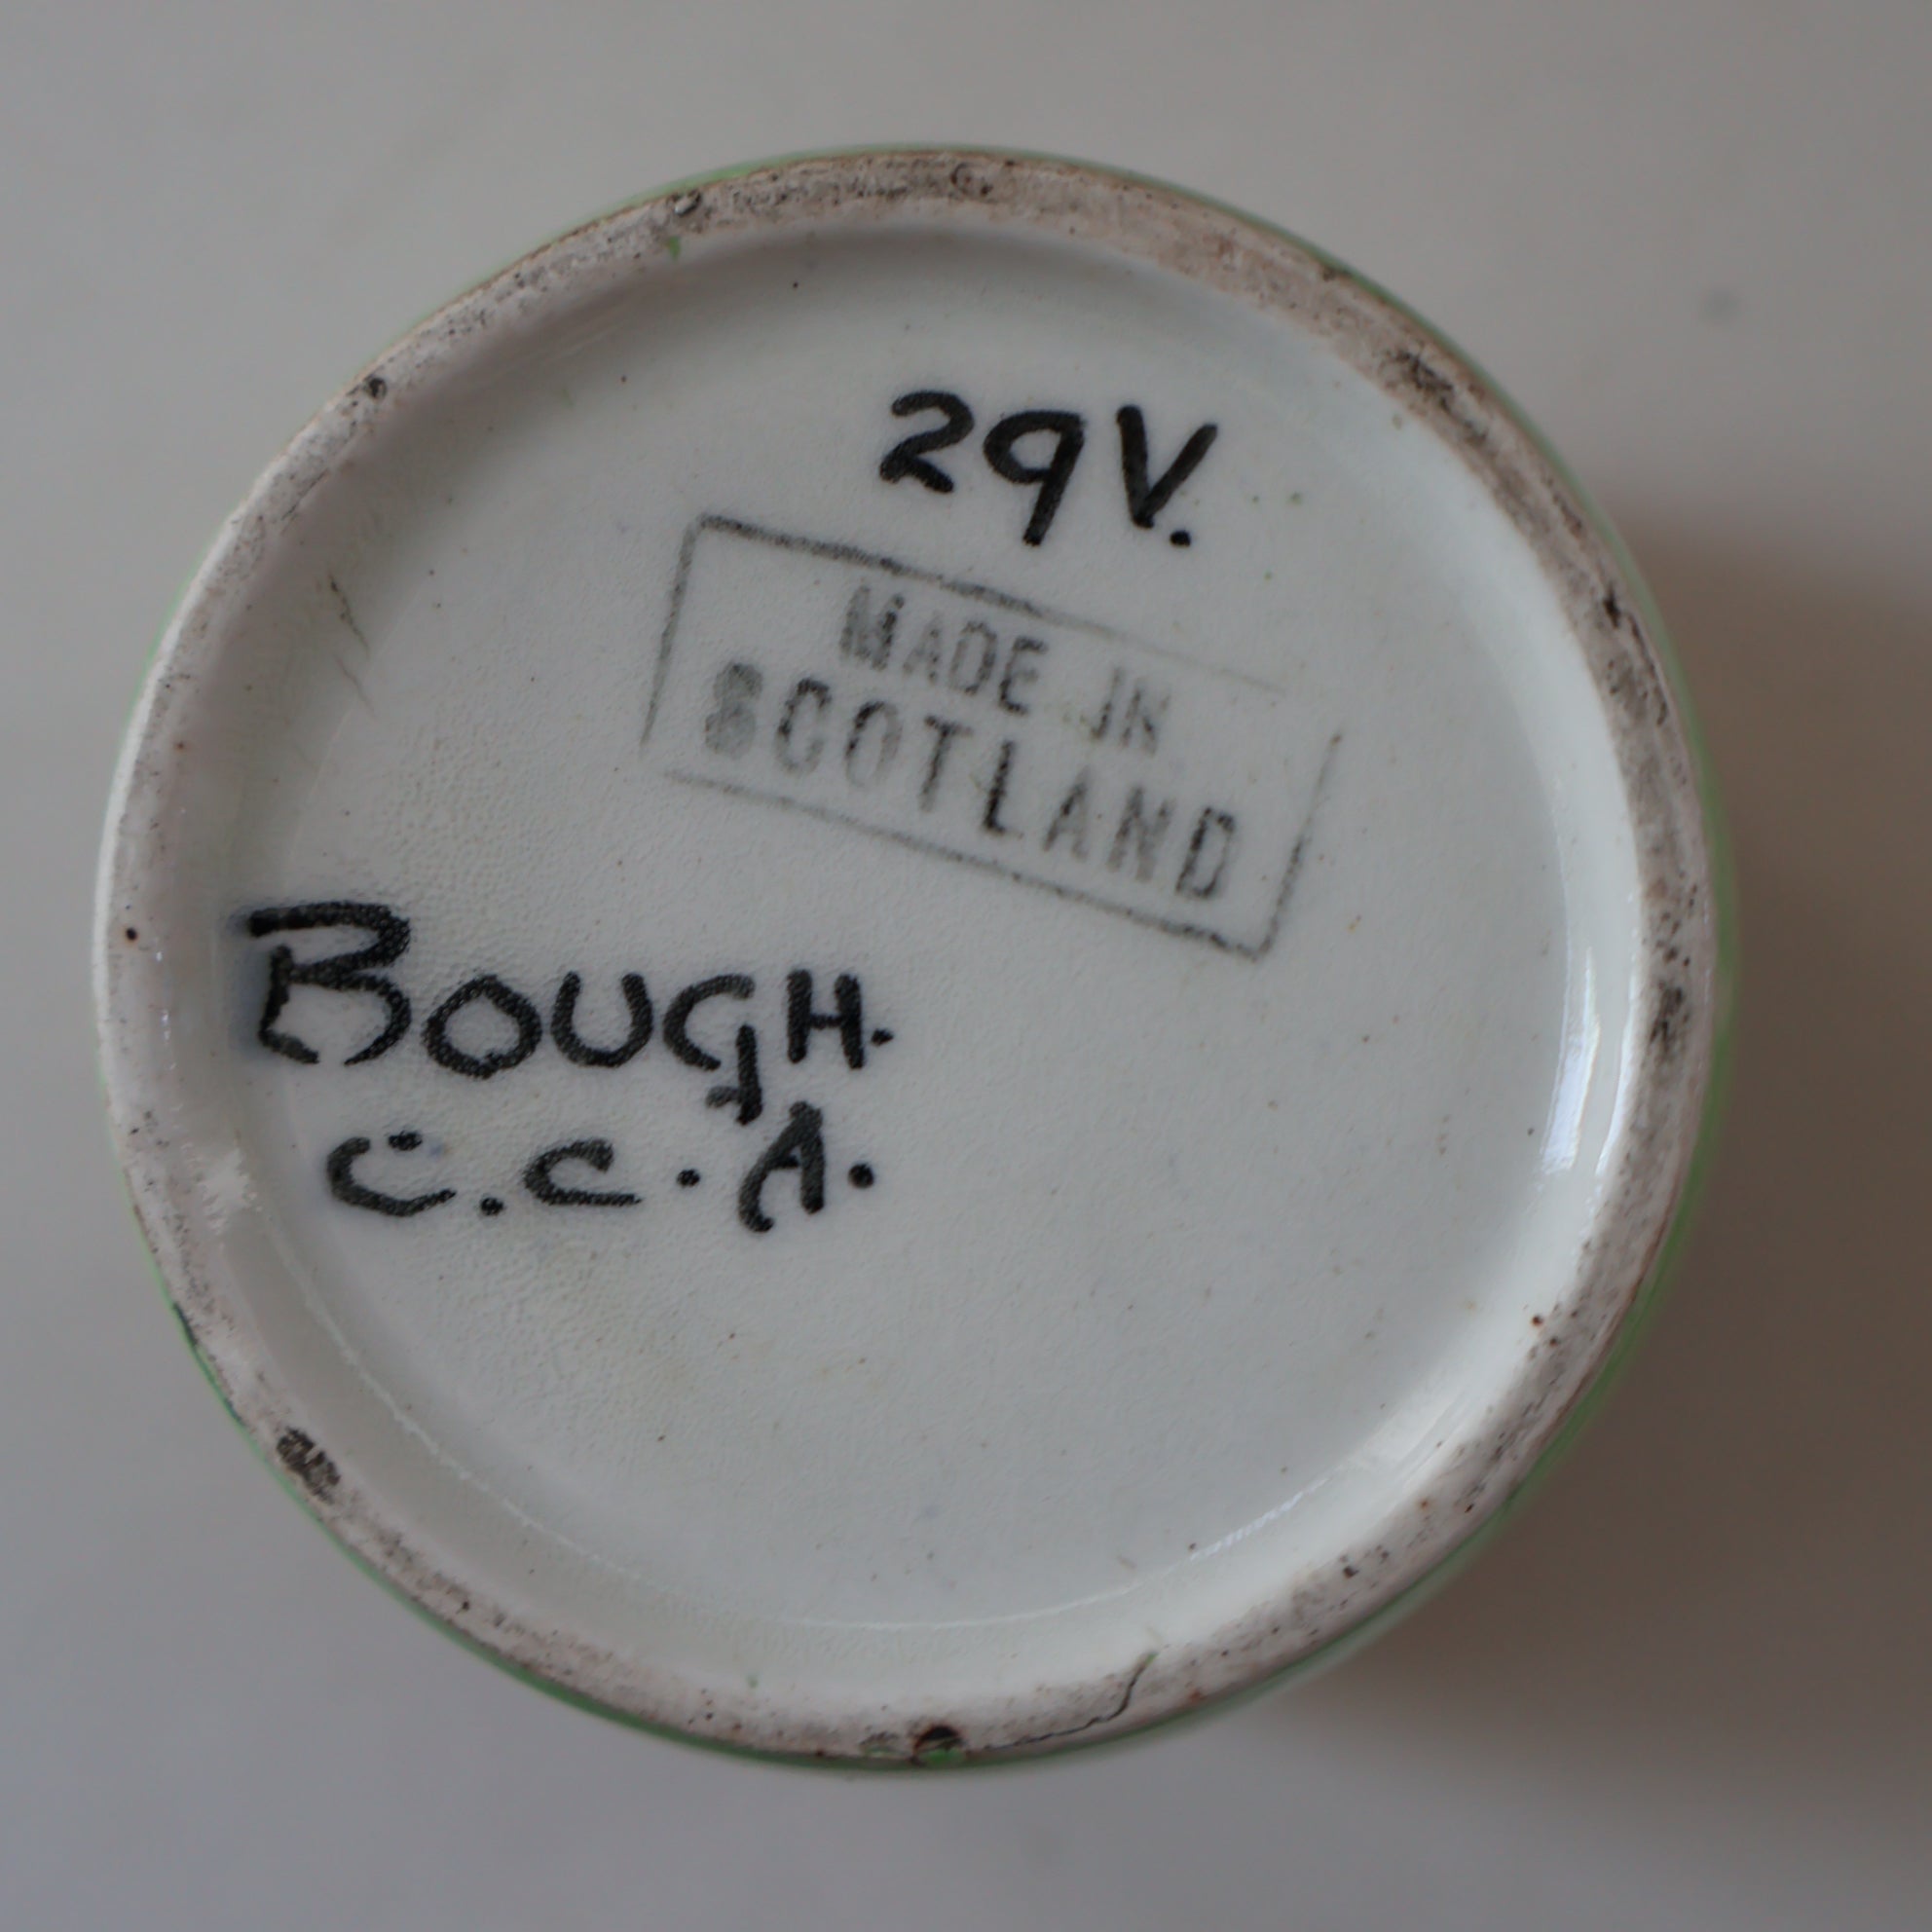 29V.
MADE IN
SCOTLAND
BOUGH.
C.C.A.